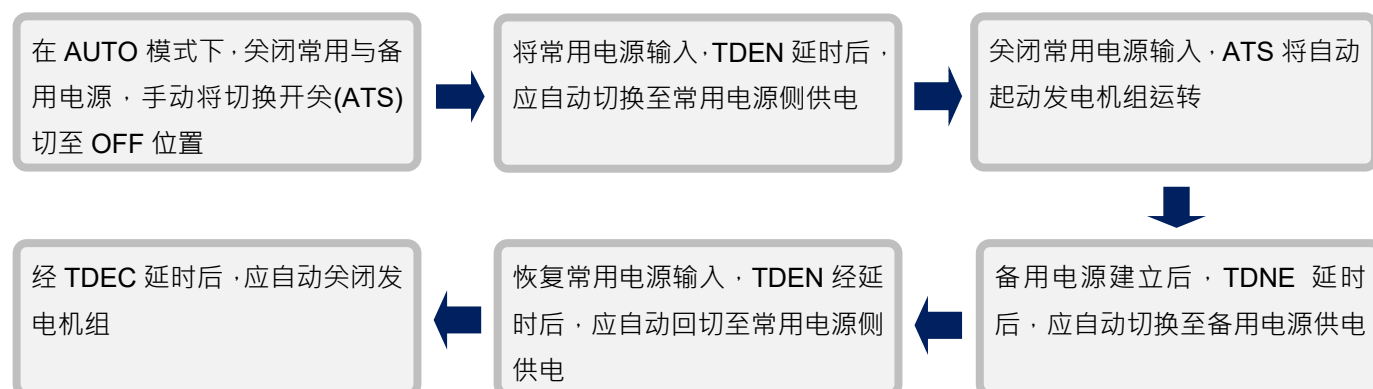 在 AUTO 模式下，关闭常用与备
用电源，手动将切换开关(ATS)
切至 OFF 位置
将常用电源输入，TDEN 延时后，
应自动切换至常用电源侧供电
关闭常用电源输入，ATS 将自动
起动发电机组运转
备用电源建立后，TDNE 延时
后，应自动切换至备用电源供电
恢复常用电源输入，TDEN 经延
时后，应自动回切至常用电源侧
供电
经 TDEC 延时后，应自动关闭发
电机组